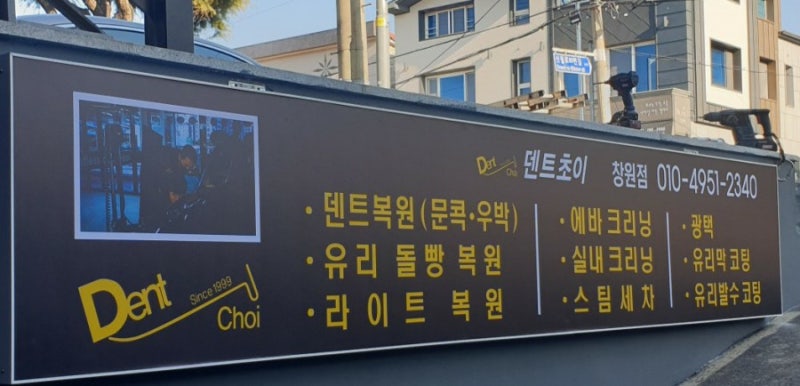 Dent Choi 덴트초이 창원점 010-4951-2340
· 덴트복원 (문콕·우박)
· 유리 돌빵 복원
· 라이트 복원
· 에바크리닝
· 실내크리닝
· 스팀세차
· 광택
· 유리막코팅
· 유리발수코팅
Dent
Since 1999
Choi